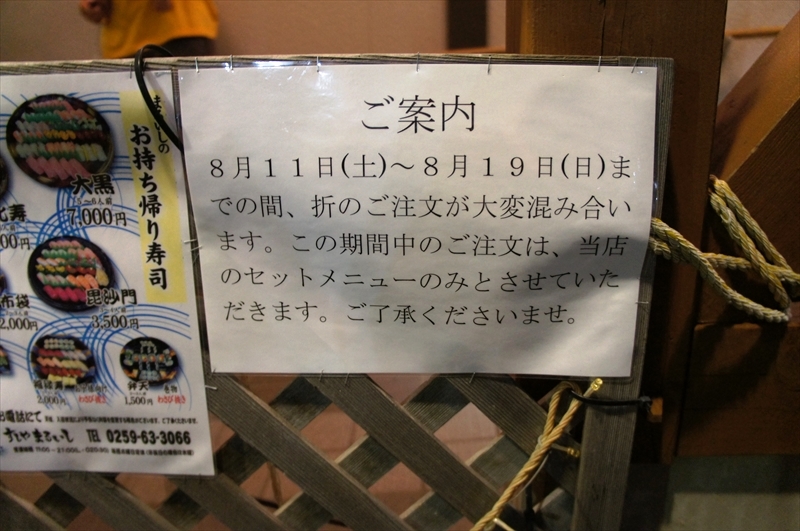 ご案内
8月11日(土)～8月19日(日)ま
での間、折のご注文が大変混み合い
ます。この期間中のご注文は、当店
のセットメニューのみとさせていた
だきます。ご了承くださいませ。
お持ち帰り寿司
大黒
7,000円
毘沙門
3,500円
布袋
2,000円
弁天
1,500円
わさび抜き
TEL 0259-63-3066